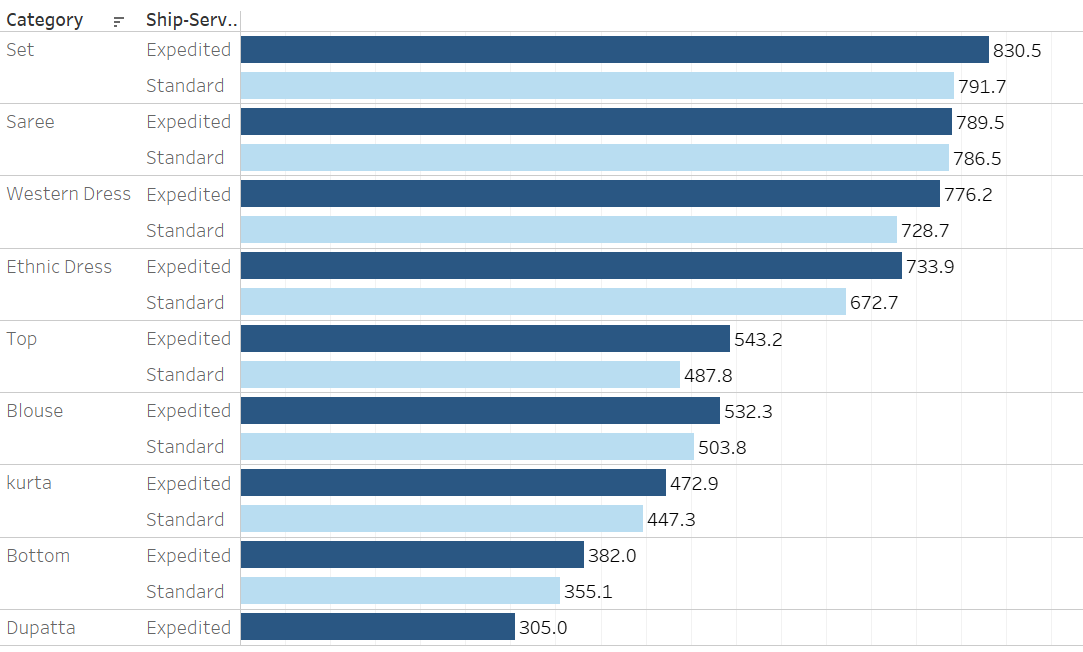 Category Ship-Serv..
Set Expedited 830.5
Standard 791.7
Saree Expedited 789.5
Standard 786.5
Western Dress Expedited 776.2
Standard 728.7
Ethnic Dress Expedited 733.9
Standard 672.7
Top Expedited 543.2
Standard 487.8
Blouse Expedited 532.3
Standard 503.8
kurta Expedited 472.9
Standard 447.3
Bottom Expedited 382.0
Standard 355.1
Dupatta Expedited 305.0